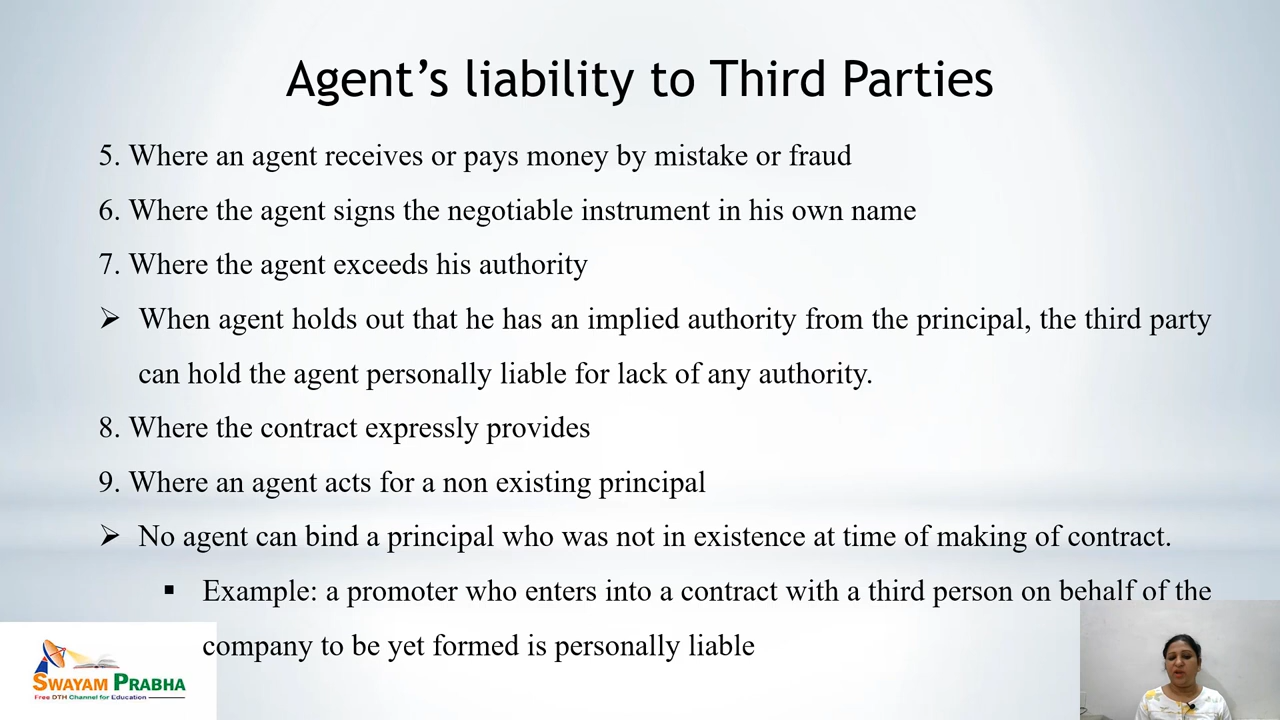 Agent's liability to Third Parties
5. Where an agent receives or pays money by mistake or fraud
6. Where the agent signs the negotiable instrument in his own name
7. Where the agent exceeds his authority
➢ When agent holds out that he has an implied authority from the principal, the third party
can hold the agent personally liable for lack of any authority.
8. Where the contract expressly provides
9. Where an agent acts for a non existing principal
➢ No agent can bind a principal who was not in existence at time of making of contract.
▪ Example: a promoter who enters into a contract with a third person on behalf of the
company to be yet formed is personally liable
SWAYAM PRABHA
Free DTH Channel for Education